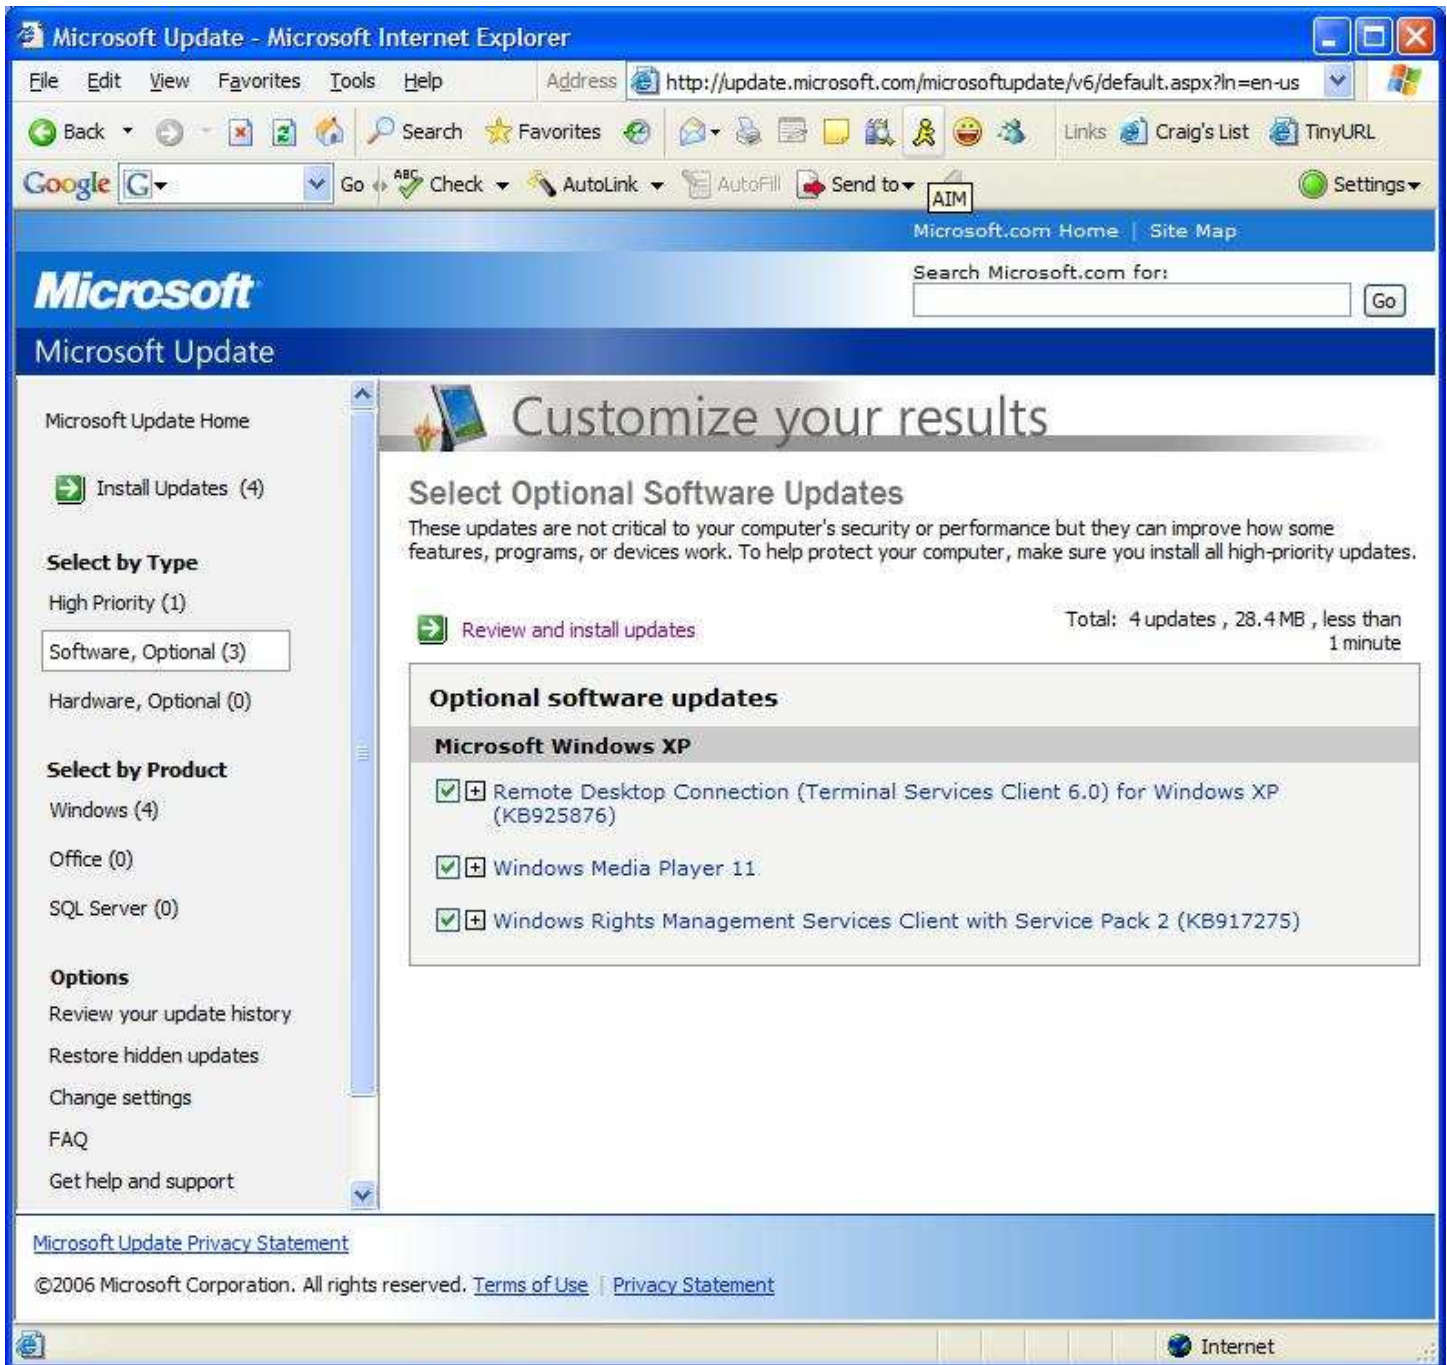 Microsoft Update - Microsoft Internet Explorer
File Edit View Favorites Tools Help Address http://update.microsoft.com/microsoftupdate/v6/default.aspx?ln=en-us
Back Search Favorites Links Craig's List TinyURL
Google G Go ABC Check AutoLink AutoFill Send to Settings
AIM
Microsoft.com Home | Site Map
Microsoft
Search Microsoft.com for:
Go
Microsoft Update
Microsoft Update Home
Install Updates (4)
Select by Type
High Priority (1)
Software, Optional (3)
Hardware, Optional (0)
Select by Product
Windows (4)
Office (0)
SQL Server (0)
Options
Review your update history
Restore hidden updates
Change settings
FAQ
Get help and support
Customize your results
Select Optional Software Updates
These updates are not critical to your computer's security or performance but they can improve how some
features, programs, or devices work. To help protect your computer, make sure you install all high-priority updates.
Review and install updates
Total: 4 updates , 28.4 MB , less than
1 minute
Optional software updates
Microsoft Windows XP
Remote Desktop Connection (Terminal Services Client 6.0) for Windows XP
(KB925876)
Windows Media Player 11
Windows Rights Management Services Client with Service Pack 2 (KB917275)
Microsoft Update Privacy Statement
©2006 Microsoft Corporation. All rights reserved. Terms of Use | Privacy Statement
Internet